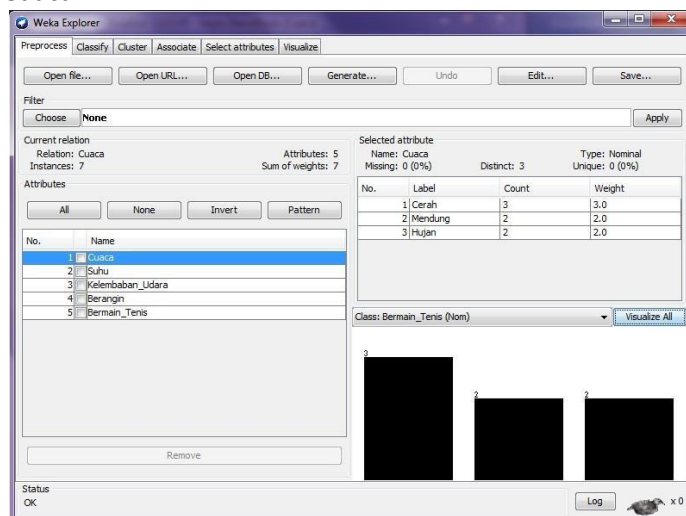 Weka Explorer
Preprocess Classify Cluster Associate Select attributes Visualize
Open file... Open URL... Open DB... Generate... Undo Edit... Save...
Filter
Choose None Apply
Current relation
Relation: Cuaca Attributes: 5
Instances: 7 Sum of weights: 7
Attributes
All None Invert Pattern
No. Name
1 Cuaca
2 Suhu
3 Kelembaban_Udara
4 Berangin
5 Bermain_Tenis
Remove
Selected attribute
Name: Cuaca Type: Nominal
Missing: 0 (0%) Distinct: 3 Unique: 0 (0%)
No. Label Count Weight
1 Cerah 3 3.0
2 Mendung 2 2.0
3 Hujan 2 2.0
Class: Bermain_Tenis (Nom) Visualize All
3 2 2
Status
OK
Log x 0